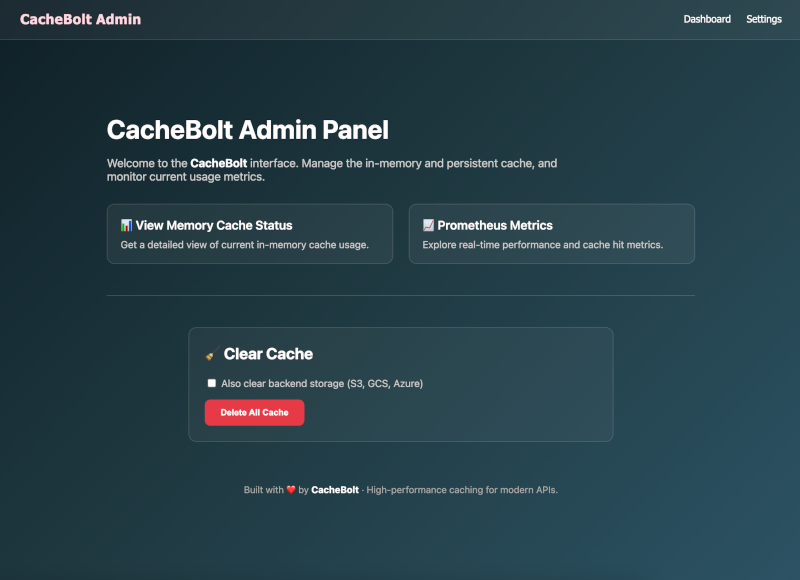 CacheBolt Admin
Dashboard Settings
CacheBolt Admin Panel
Welcome to the CacheBolt interface. Manage the in-memory and persistent cache, and
monitor current usage metrics.
📊 View Memory Cache Status
Get a detailed view of current in-memory cache usage.
📈 Prometheus Metrics
Explore real-time performance and cache hit metrics.
🧹 Clear Cache
Also clear backend storage (S3, GCS, Azure)
Delete All Cache
Built with ❤️ by CacheBolt · High-performance caching for modern APIs.